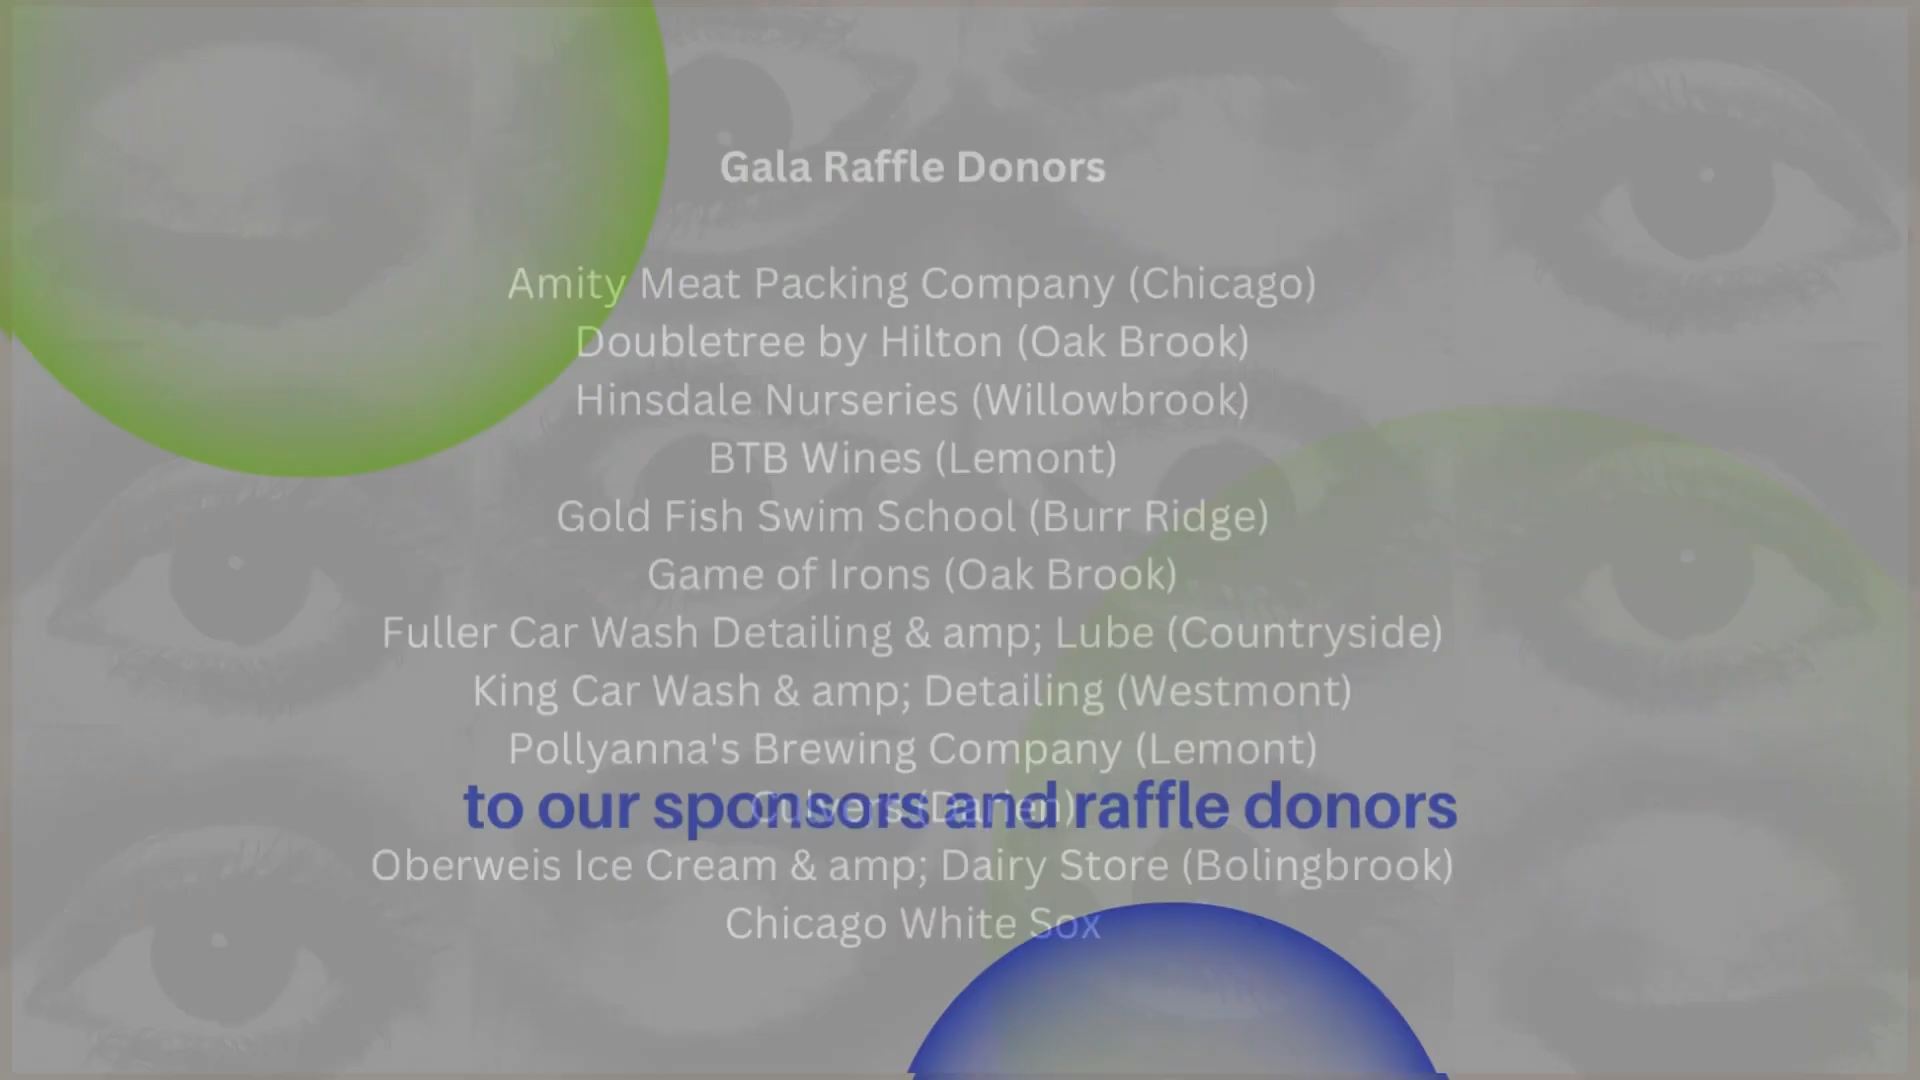 Gala Raffle Donors
Amity Meat Packing Company (Chicago)
Doubletree by Hilton (Oak Brook)
Hinsdale Nurseries (Willowbrook)
BTB Wines (Lemont)
Gold Fish Swim School (Burr Ridge)
Game of Irons (Oak Brook)
Fuller Car Wash Detailing & amp; Lube (Countryside)
King Car Wash & amp; Detailing (Westmont)
Pollyanna's Brewing Company (Lemont)
Culvers (Darien)
to our sponsors and raffle donors
Oberweis Ice Cream & amp; Dairy Store (Bolingbrook)
Chicago White Sox